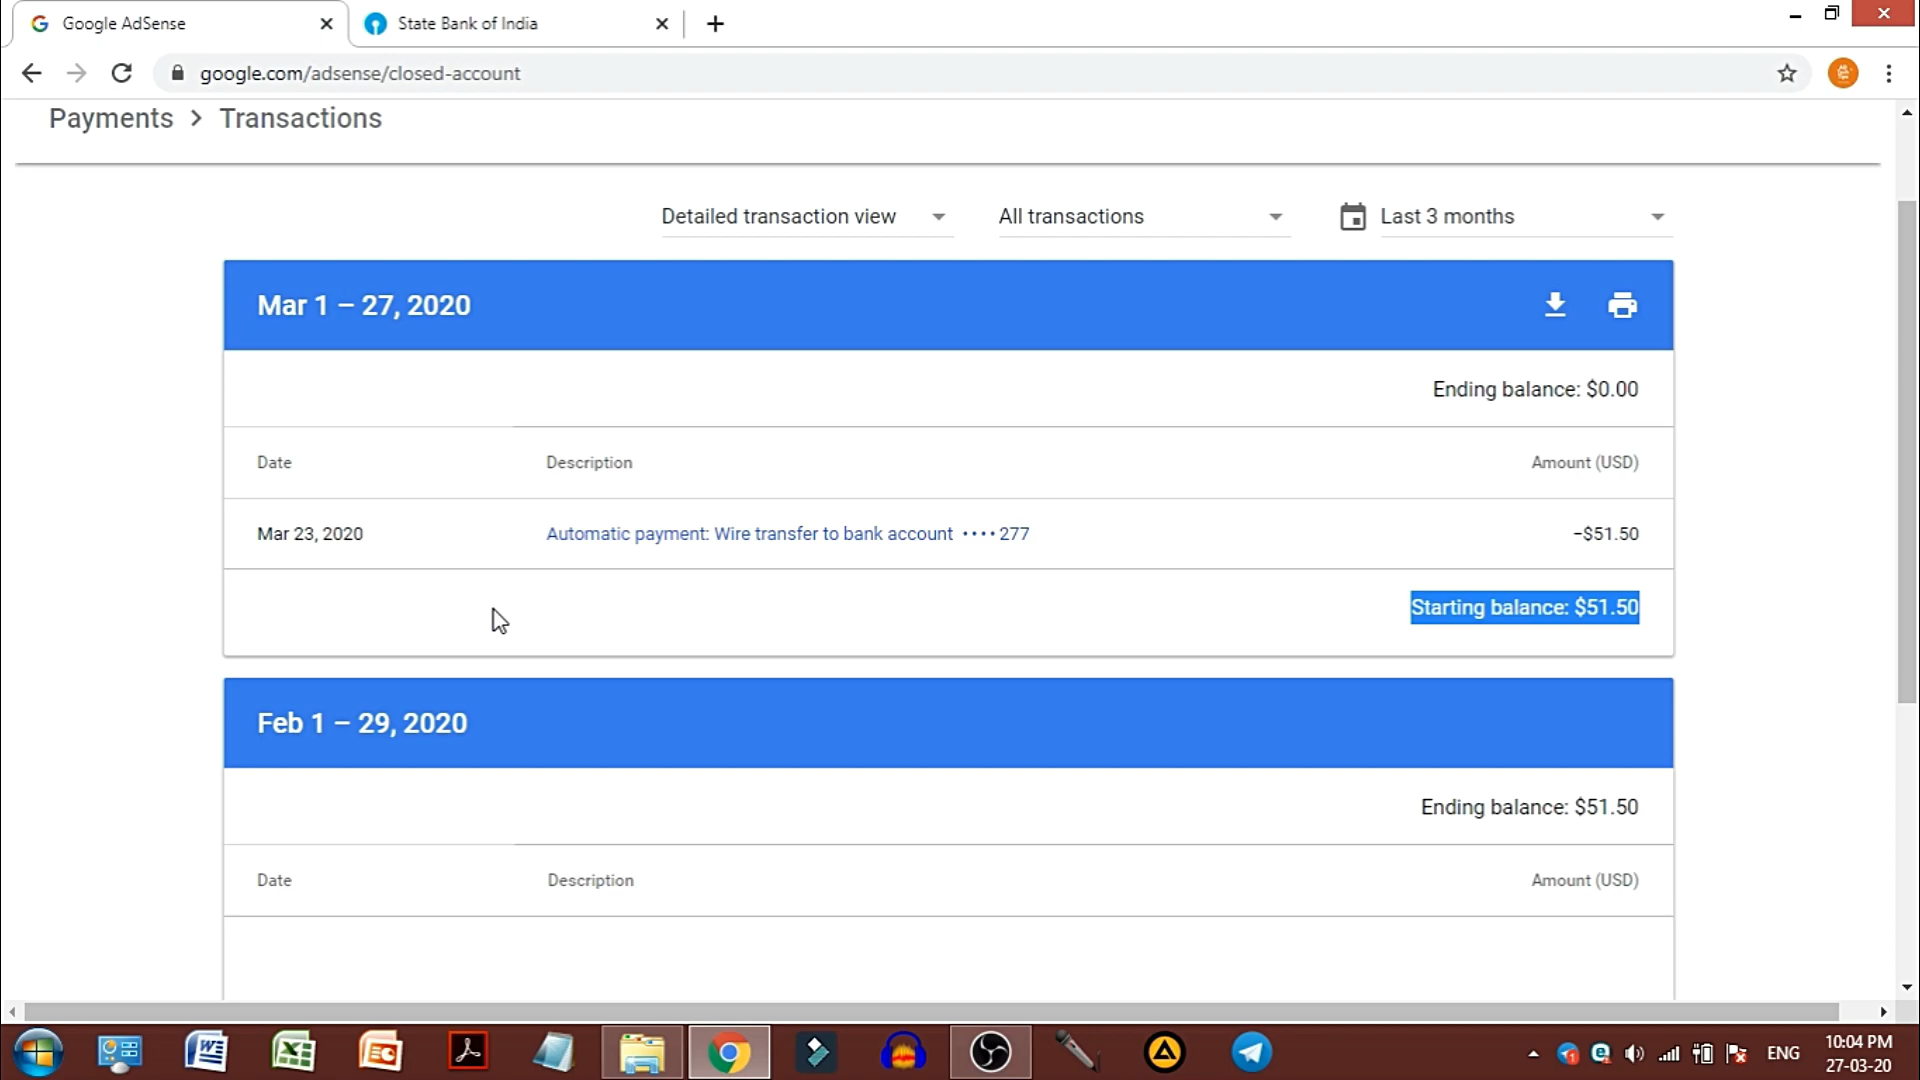 Google AdSense
State Bank of India
google.com/adsense/closed-account
Payments > Transactions
Detailed transaction view
All transactions
Last 3 months
Mar 1 – 27, 2020
Ending balance: $0.00
Date Description Amount (USD)
Mar 23, 2020 Automatic payment: Wire transfer to bank account •••• 277 −$51.50
Starting balance: $51.50
Feb 1 – 29, 2020
Ending balance: $51.50
Date Description Amount (USD)
ENG
10:04 PM
27-03-20